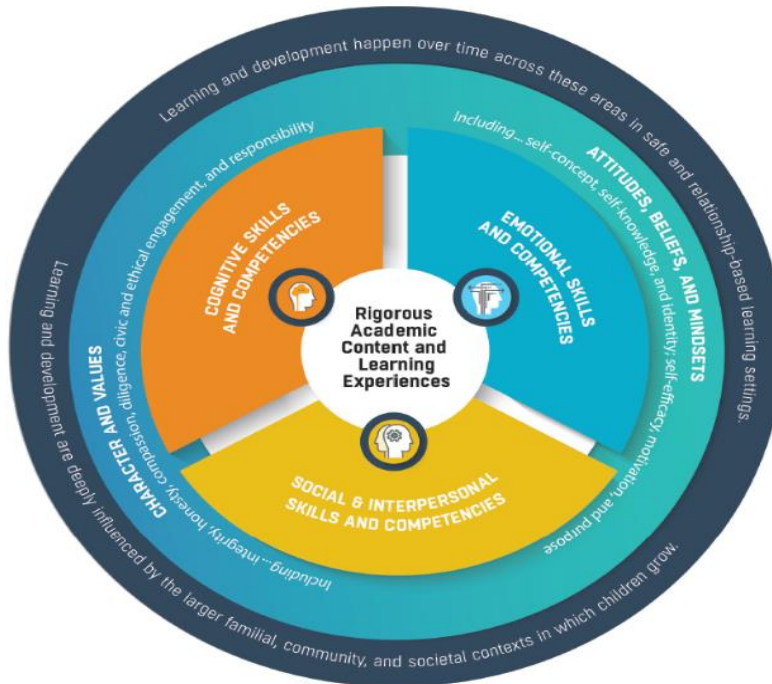 Learning and development happen over time across these areas in safe and relationship-based learning settings.
Including... self-concept, self-knowledge, and identity; self-efficacy, motivation, and purpose
ATTITUDES, BELIEFS, AND MINDSETS
COGNITIVE SKILLS
AND COMPETENCIES
EMOTIONAL SKILLS
AND COMPETENCIES
Rigorous
Academic
Content and
Learning
Experiences
SOCIAL & INTERPERSONAL
SKILLS AND COMPETENCIES
CHARACTER AND VALUES
Including... integrity, honesty, compassion, diligence, civic and ethical engagement, and responsibility
Learning and development are deeply influenced by the larger familial, community, and societal contexts in which children grow.